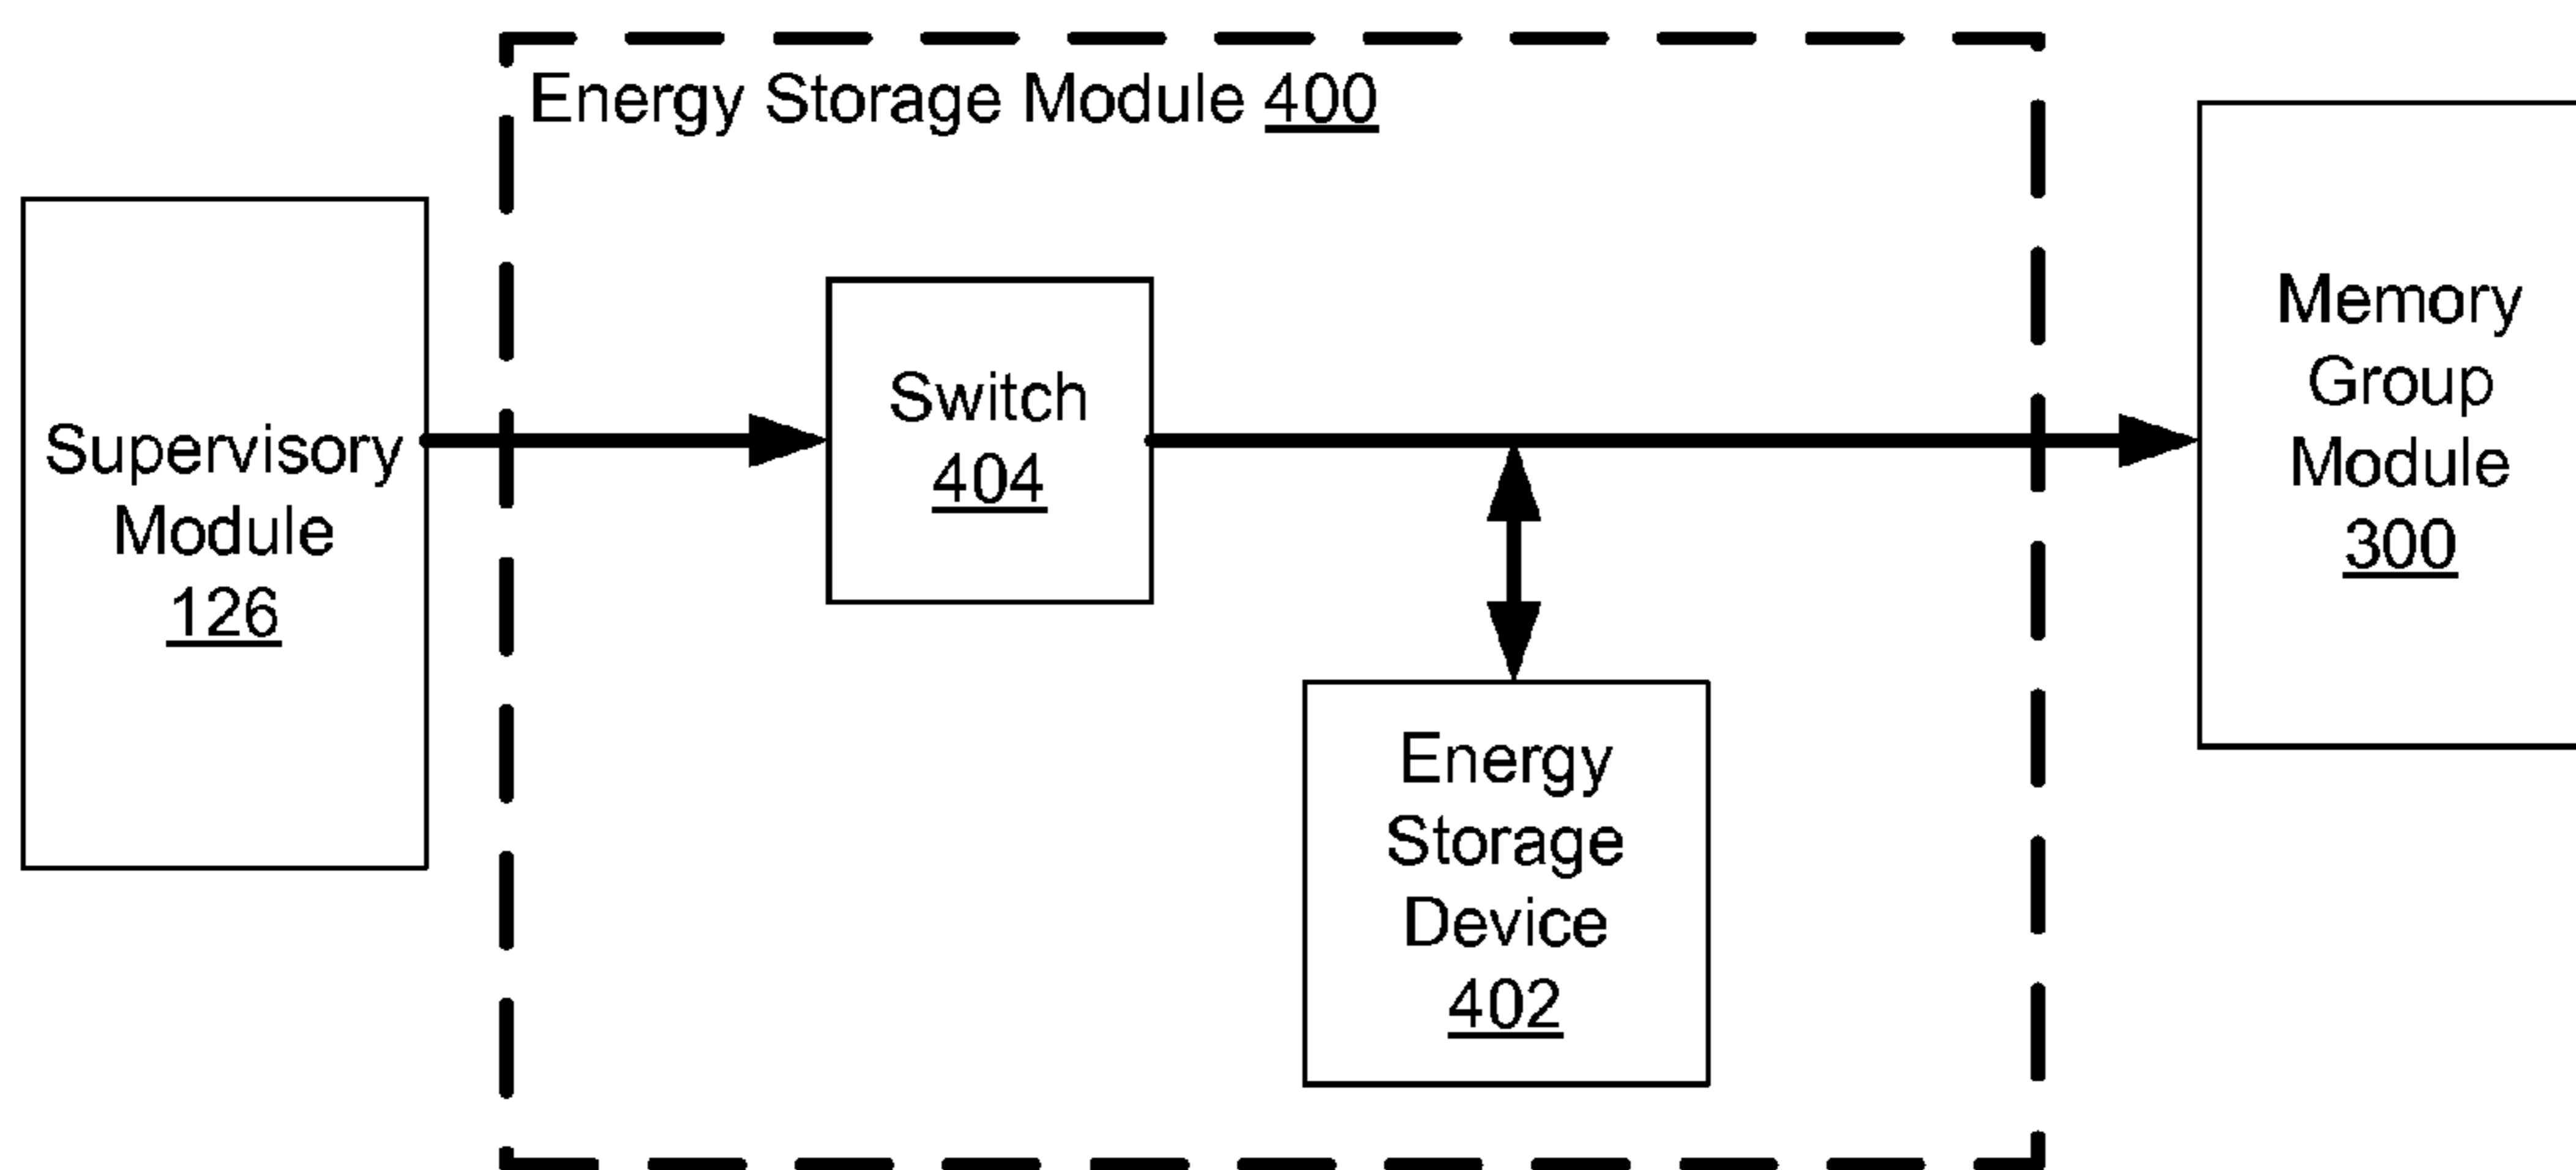 Energy Storage Module 400
Supervisory
Module
126
Switch
404
Energy
Storage
Device
402
Memory
Group
Module
300